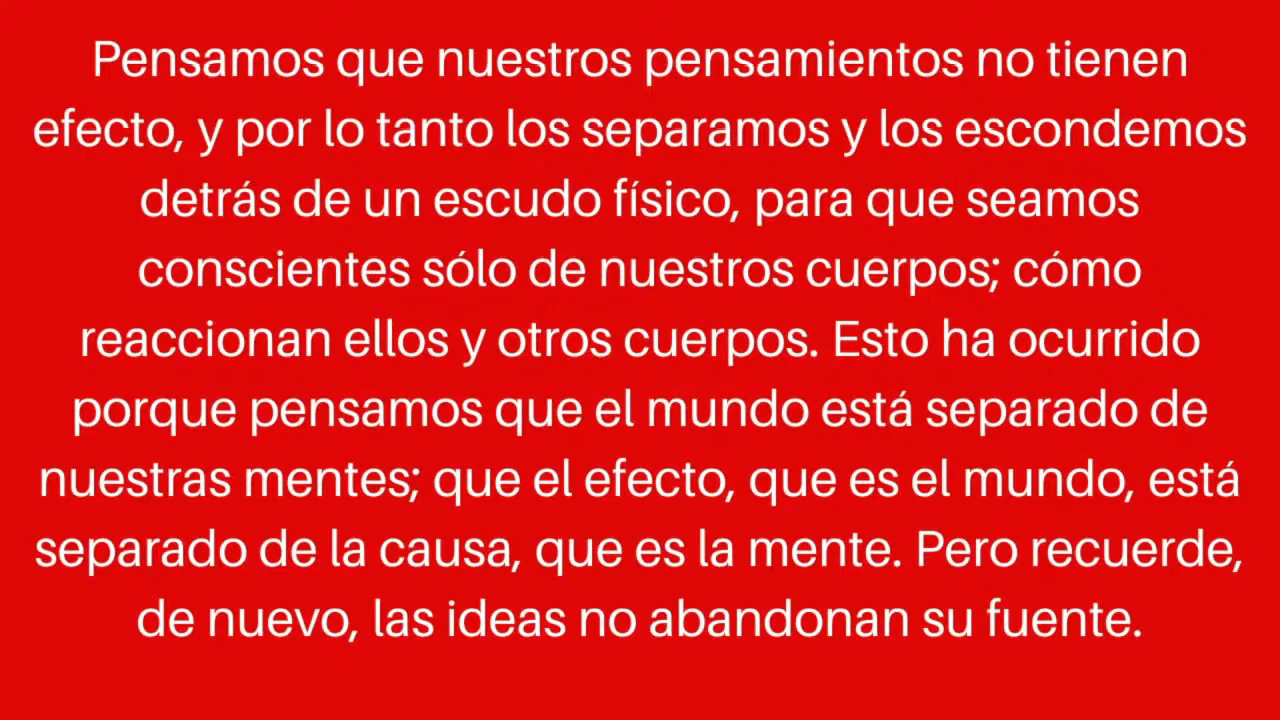 Pensamos que nuestros pensamientos no tienen
efecto, y por lo tanto los separamos y los escondemos
detrás de un escudo físico, para que seamos
conscientes sólo de nuestros cuerpos; cómo
reaccionan ellos y otros cuerpos. Esto ha ocurrido
porque pensamos que el mundo está separado de
nuestras mentes; que el efecto, que es el mundo, está
separado de la causa, que es la mente. Pero recuerde,
de nuevo, las ideas no abandonan su fuente.